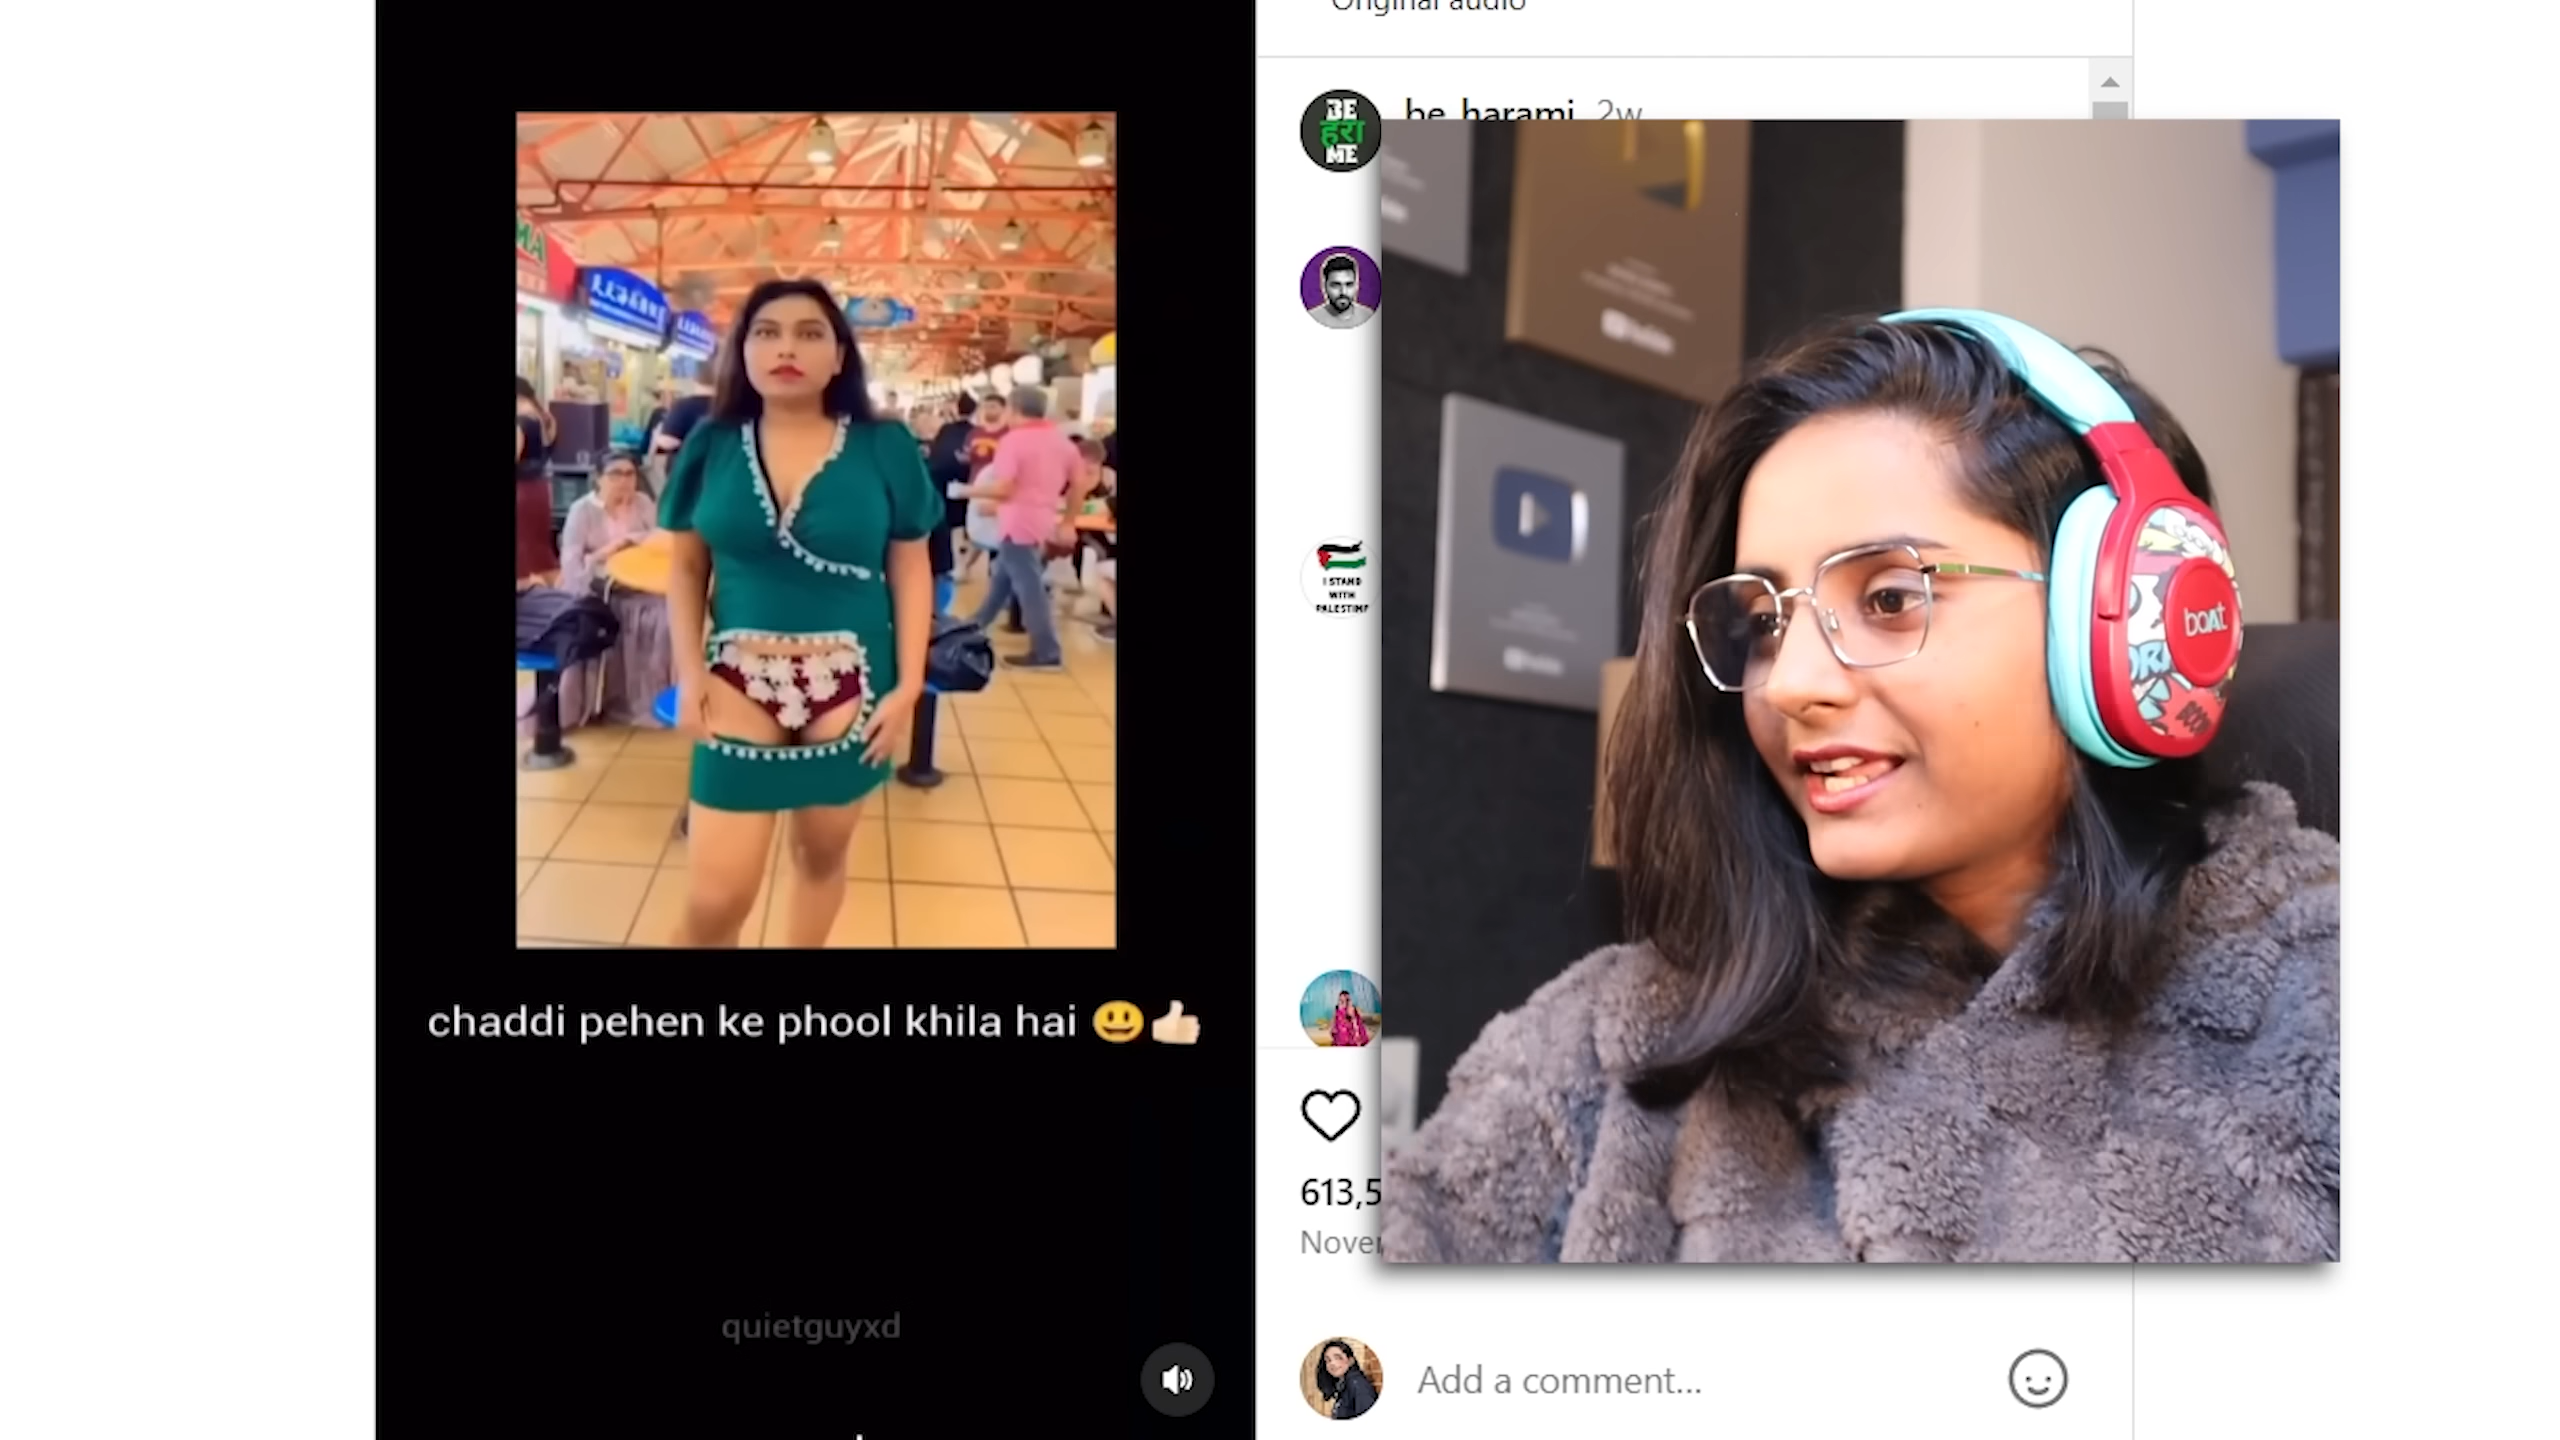 Original audio
be_harami 2w
BE
हरा
ME
I STAND
WITH
PALESTINE
chaddi pehen ke phool khila hai 😃👍🏻
boAt
BOOM
613,5
Nover
quietguyxd
Add a comment...